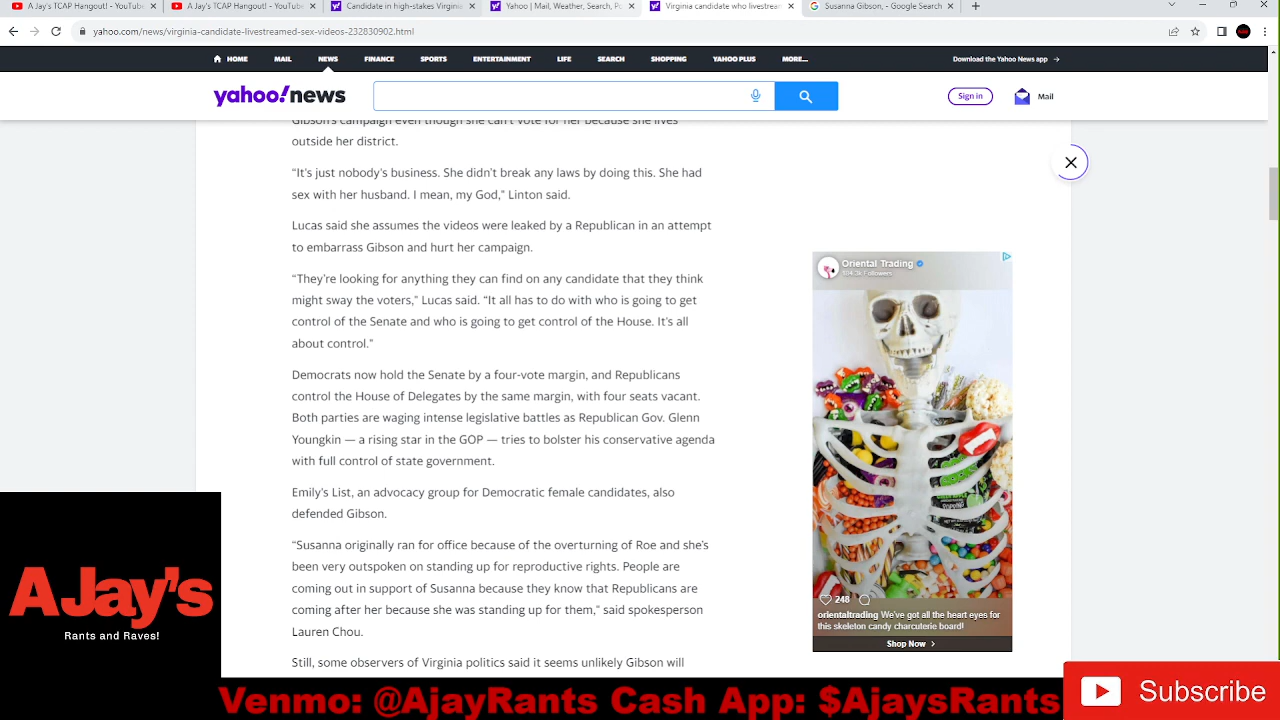 A Jay's TCAP Hangout! - YouTube
A Jay's TCAP Hangout! - YouTube
Candidate in high-stakes Virginia
Yahoo | Mail, Weather, Search, Po
Virginia candidate who livestream
Susanna Gibson, - Google Search
yahoo.com/news/virginia-candidate-livestreamed-sex-videos-232830902.html
HOME MAIL NEWS FINANCE SPORTS ENTERTAINMENT LIFE SEARCH SHOPPING YAHOO PLUS MORE... Download the Yahoo News app →
yahoo!news
Sign in
Mail
Gibson's campaign even though she can't vote for her because she lives
outside her district.
“It's just nobody's business. She didn't break any laws by doing this. She had
sex with her husband. I mean, my God,” Linton said.
Lucas said she assumes the videos were leaked by a Republican in an attempt
to embarrass Gibson and hurt her campaign.
“They're looking for anything they can find on any candidate that they think
might sway the voters,” Lucas said. “It all has to do with who is going to get
control of the Senate and who is going to get control of the House. It's all
about control.”
Democrats now hold the Senate by a four-vote margin, and Republicans
control the House of Delegates by the same margin, with four seats vacant.
Both parties are waging intense legislative battles as Republican Gov. Glenn
Youngkin — a rising star in the GOP — tries to bolster his conservative agenda
with full control of state government.
Emily's List, an advocacy group for Democratic female candidates, also
defended Gibson.
“Susanna originally ran for office because of the overturning of Roe and she's
been very outspoken on standing up for reproductive rights. People are
coming out in support of Susanna because they know that Republicans are
coming after her because she was standing up for them,” said spokesperson
Lauren Chou.
Still, some observers of Virginia politics said it seems unlikely Gibson will
Oriental Trading
194.3k Followers
248
orientaltrading We've got all the heart eyes for
this skeleton candy charcuterie board!
Shop Now >
AJay's
Rants and Raves!
Venmo: @AjayRants Cash App: $AjaysRants
Subscribe